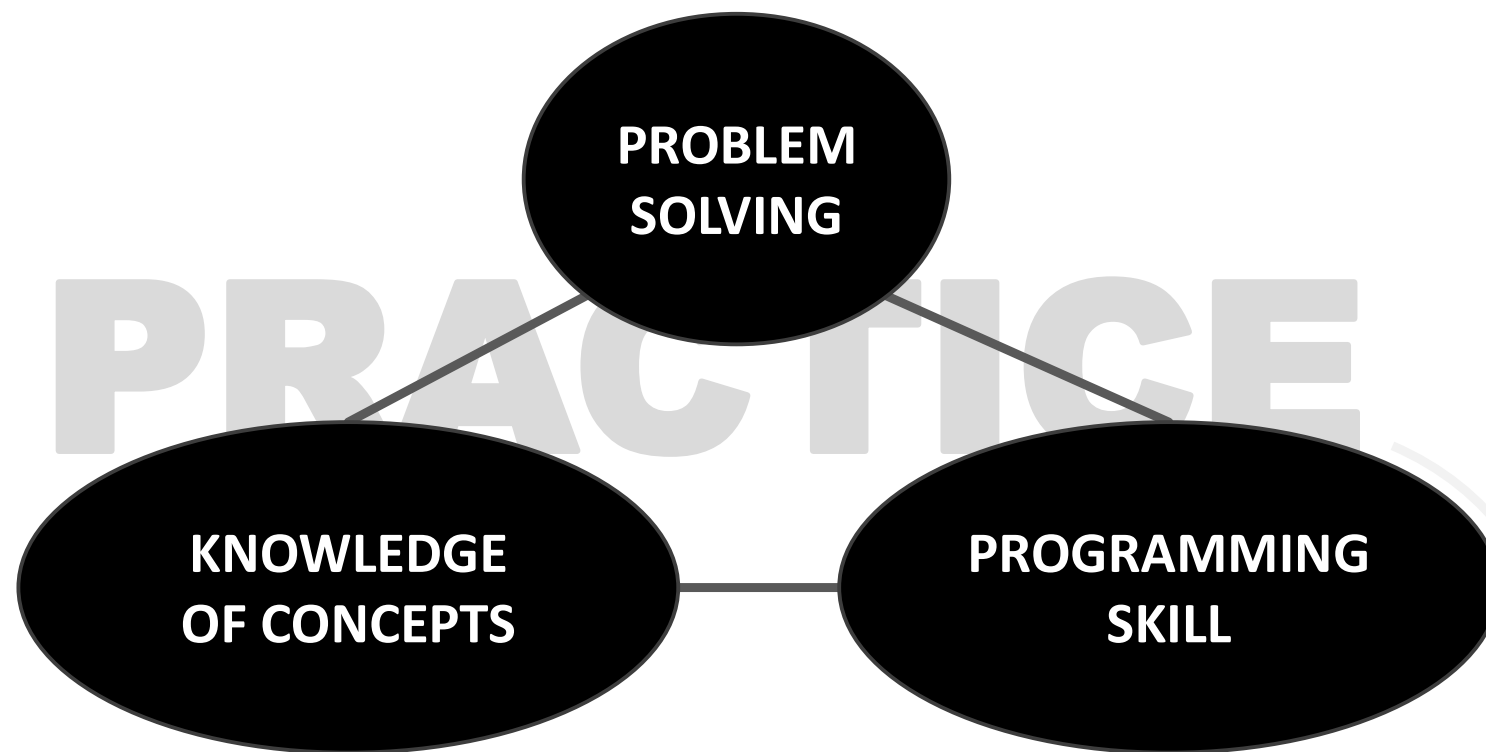 PROBLEM
SOLVING
PRACTICE
KNOWLEDGE
OF CONCEPTS
PROGRAMMING
SKILL